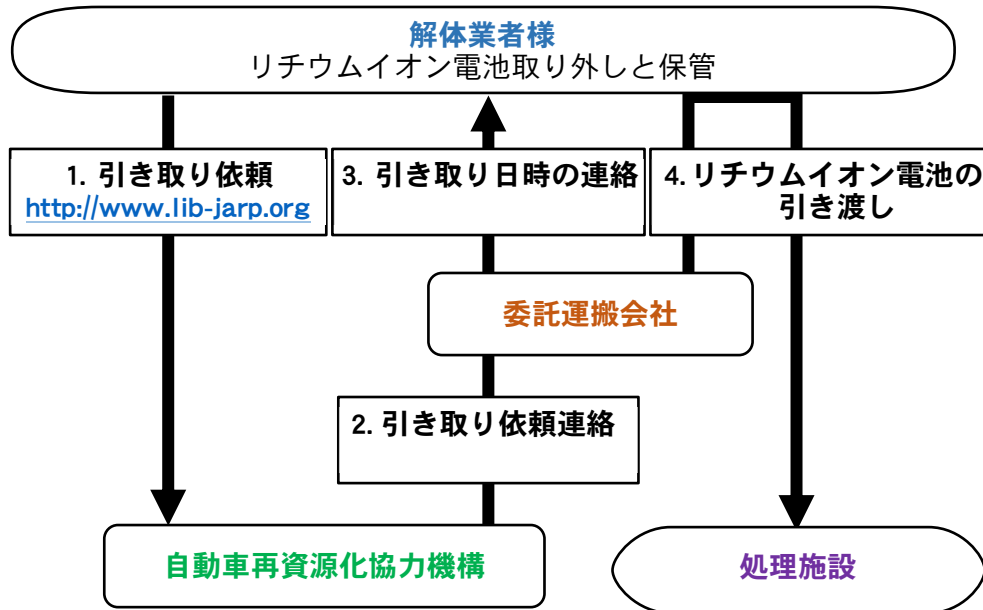 解体業者様
リチウムイオン電池取り外しと保管
1. 引き取り依頼
http://www.lib-jarp.org
3. 引き取り日時の連絡
4.リチウムイオン電池の
引き渡し
委託運搬会社
2. 引き取り依頼連絡
自動車再資源化協力機構
処理施設